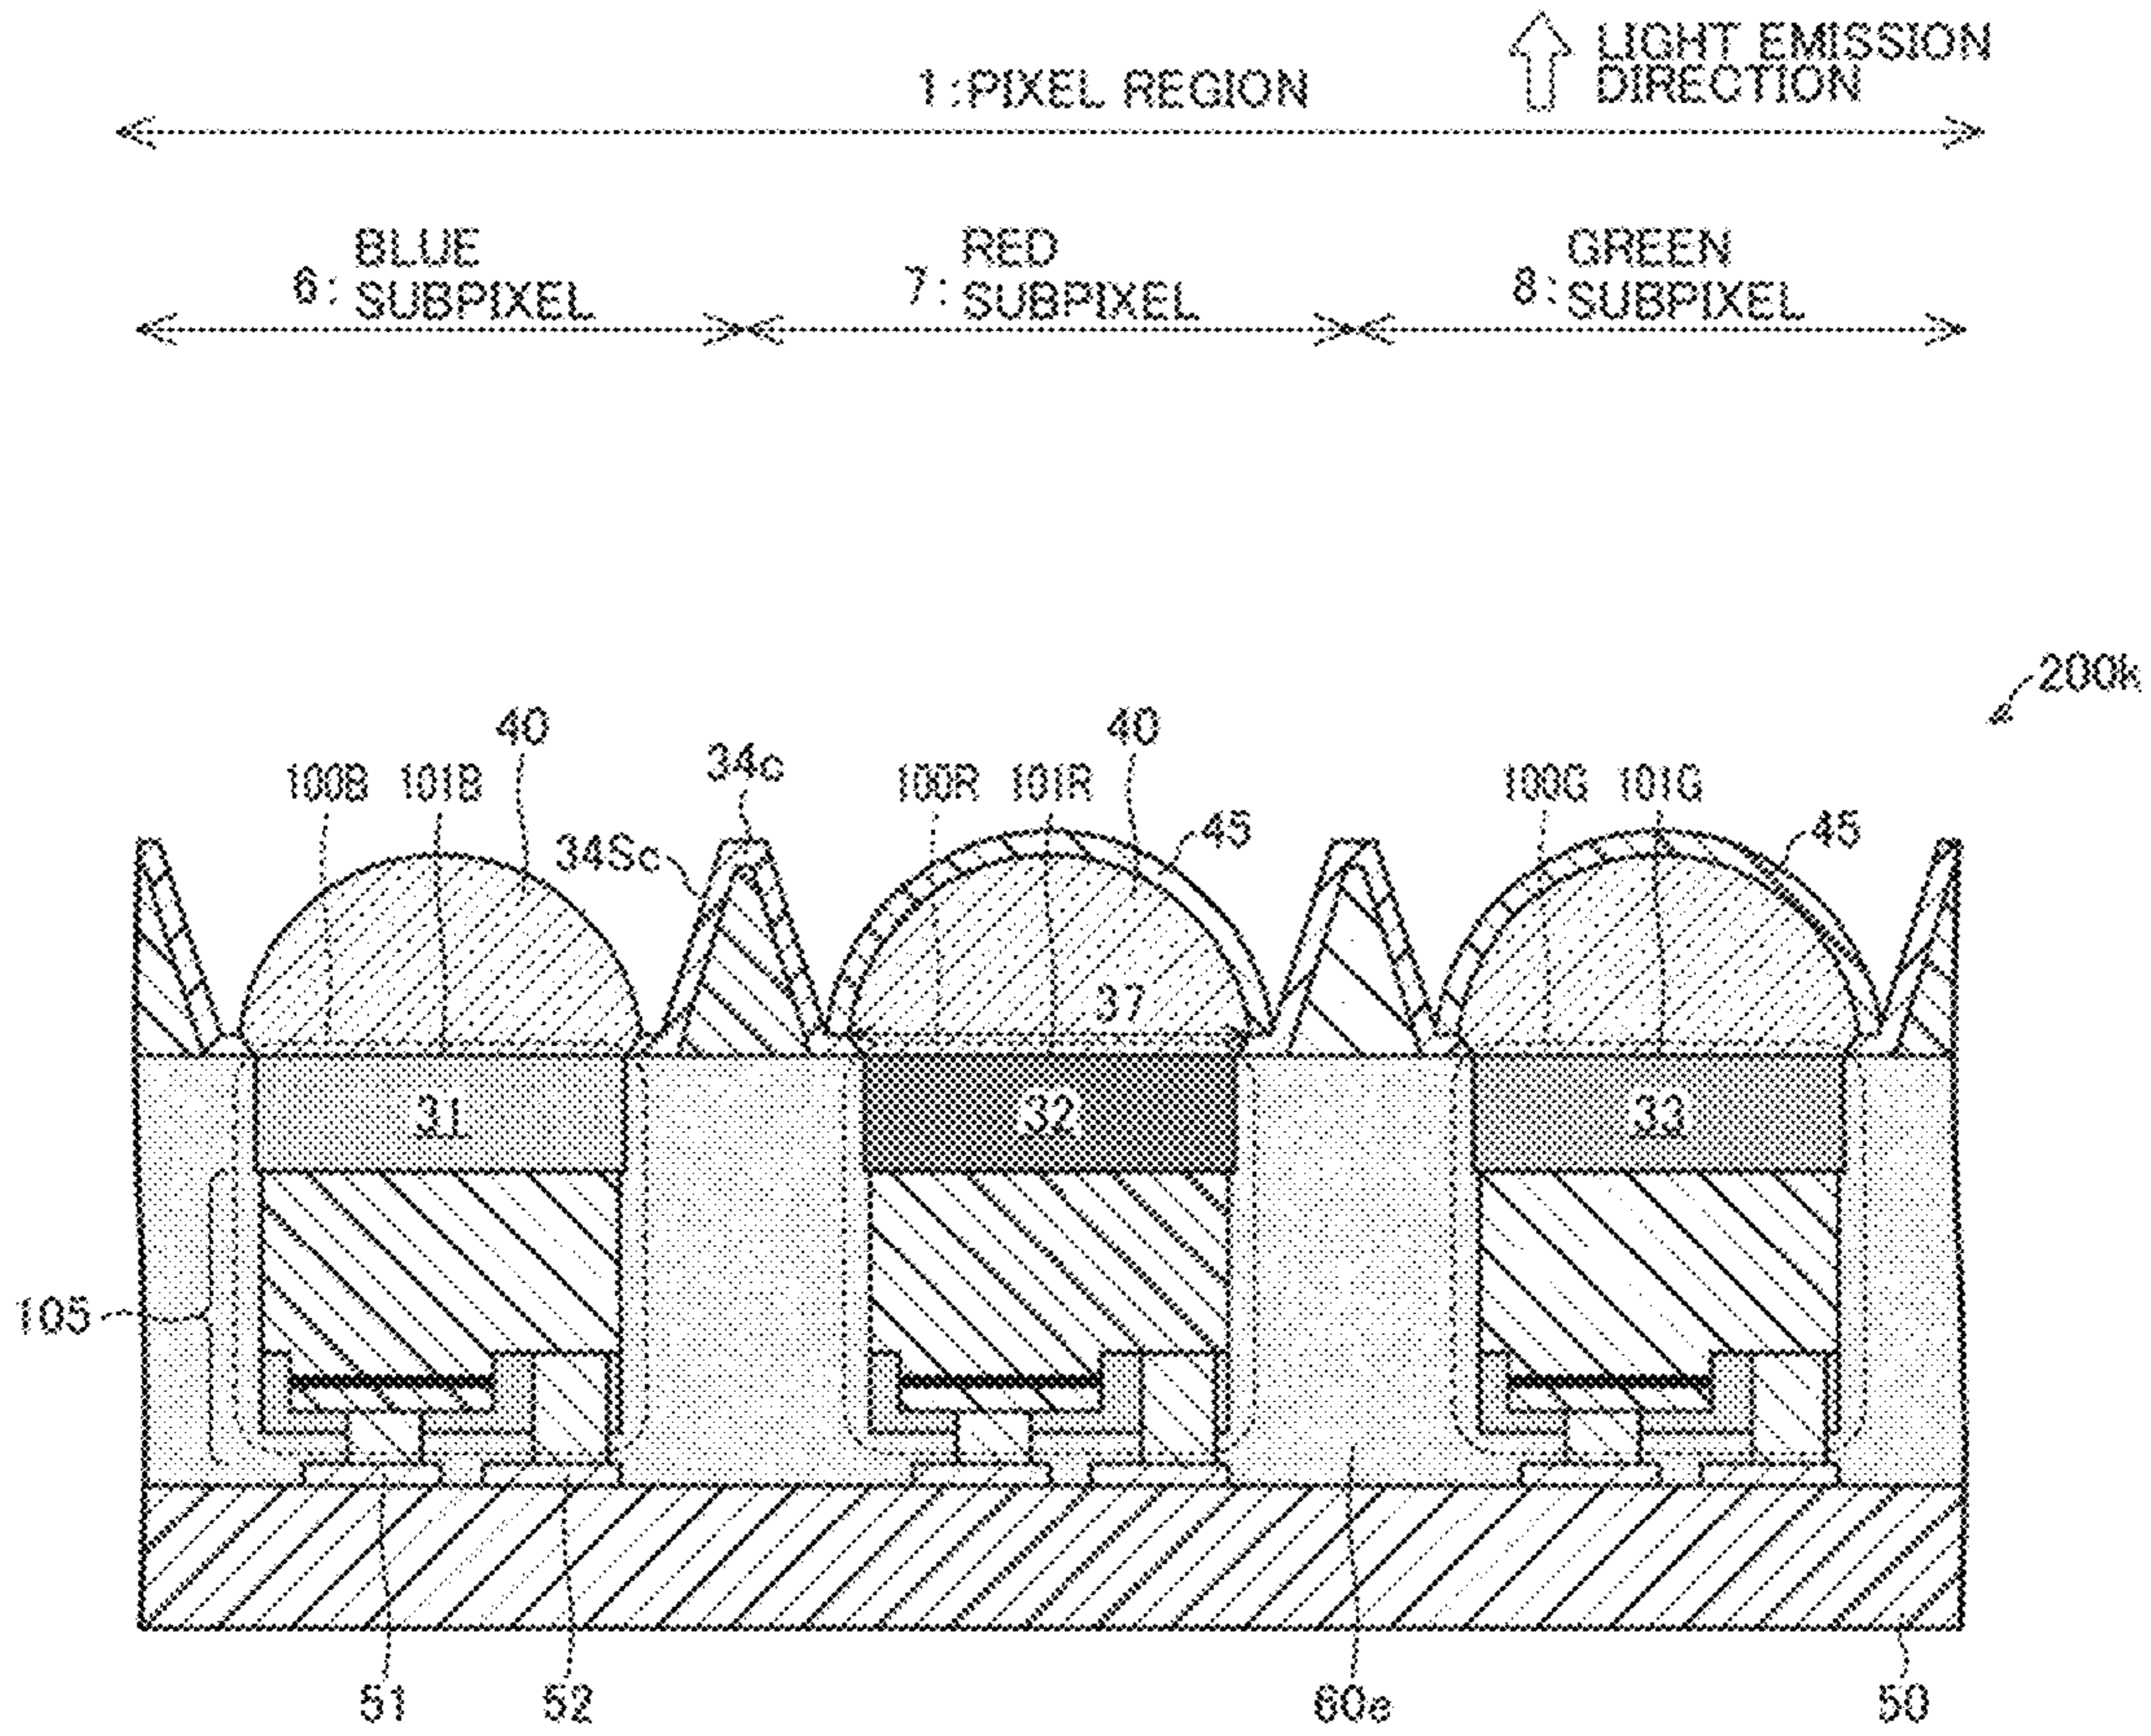 LIGHT EMISSION
DIRECTION
1:PIXEL REGION
6: BLUE
SUBPIXEL
7: RED
SUBPIXEL
8: GREEN
SUBPIXEL
200k
40
40
34c
100B 101B
100R 101R
100G 101G
34Sc
45
45
37
31
32
33
105
51
52
60e
50